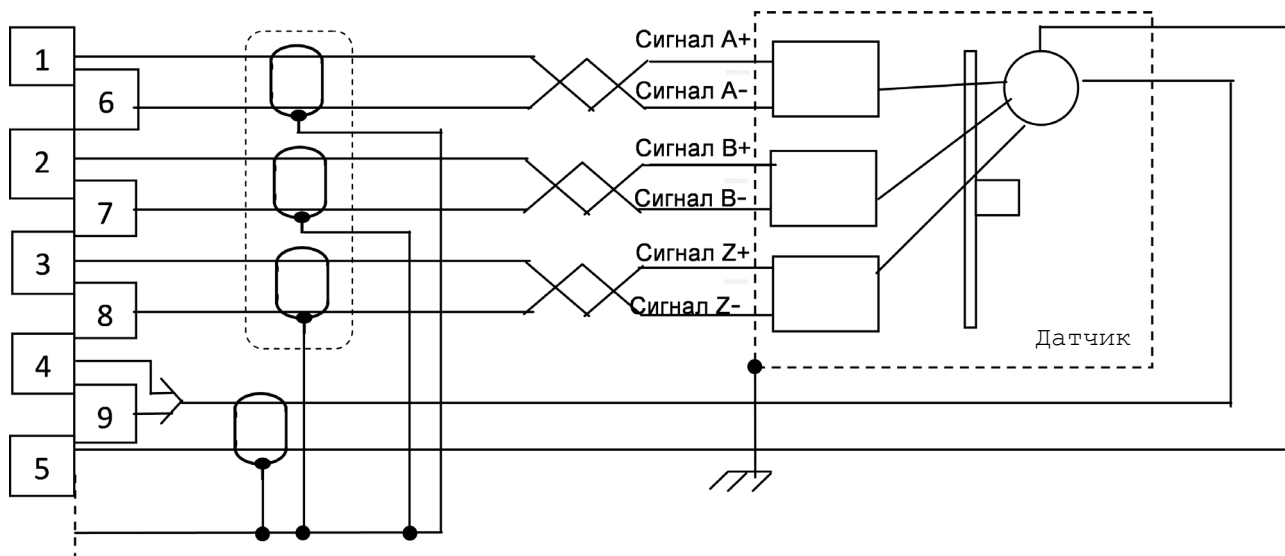 1
Сигнал A+
6
Сигнал A-
2
Сигнал B+
7
Сигнал B-
3
Сигнал Z+
8
Сигнал Z-
Датчик
4
9
5